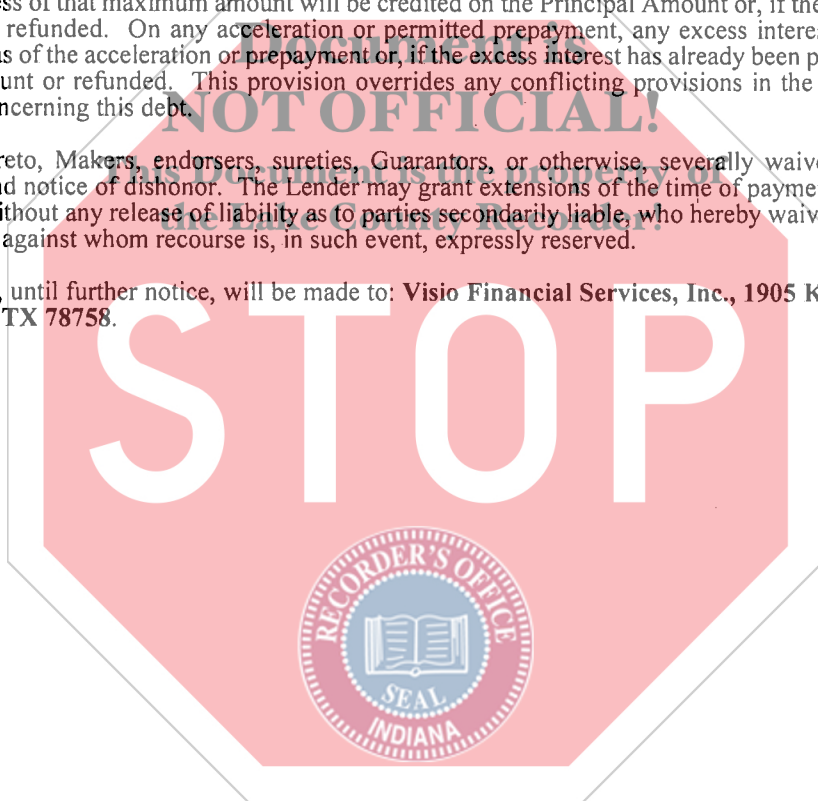 ss of that maximum amount will be credited on the Principal Amount or, if the
refunded. On any acceleration or permitted prepayment, any excess interes
as of the acceleration or prepayment or, if the excess interest has already been p
unt or refunded. This provision overrides any conflicting provisions in the
ncerning this debt.
reto, Makers, endorsers, sureties, Guarantors, or otherwise, severally waive
nd notice of dishonor. The Lender may grant extensions of the time of payme
ithout any release of liability as to parties secondarily liable, who hereby waiv
against whom recourse is, in such event, expressly reserved.
, until further notice, will be made to: Visio Financial Services, Inc., 1905 K
TX 78758.
Document is
NOT OFFICIAL!
This Document is the property of
the Lake County Recorder!
STOP
RECORDER'S OFFICE
SEAL
INDIANA